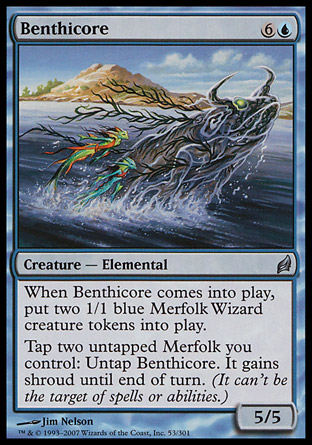 Benthicore 6
Creature — Elemental
When Benthicore comes into play,
put two 1/1 blue Merfolk Wizard
creature tokens into play.
Tap two untapped Merfolk you
control: Untap Benthicore. It gains
shroud until end of turn. (It can't be
the target of spells or abilities.)
Jim Nelson
™ & © 1993–2007 Wizards of the Coast, Inc. 53/301
5/5